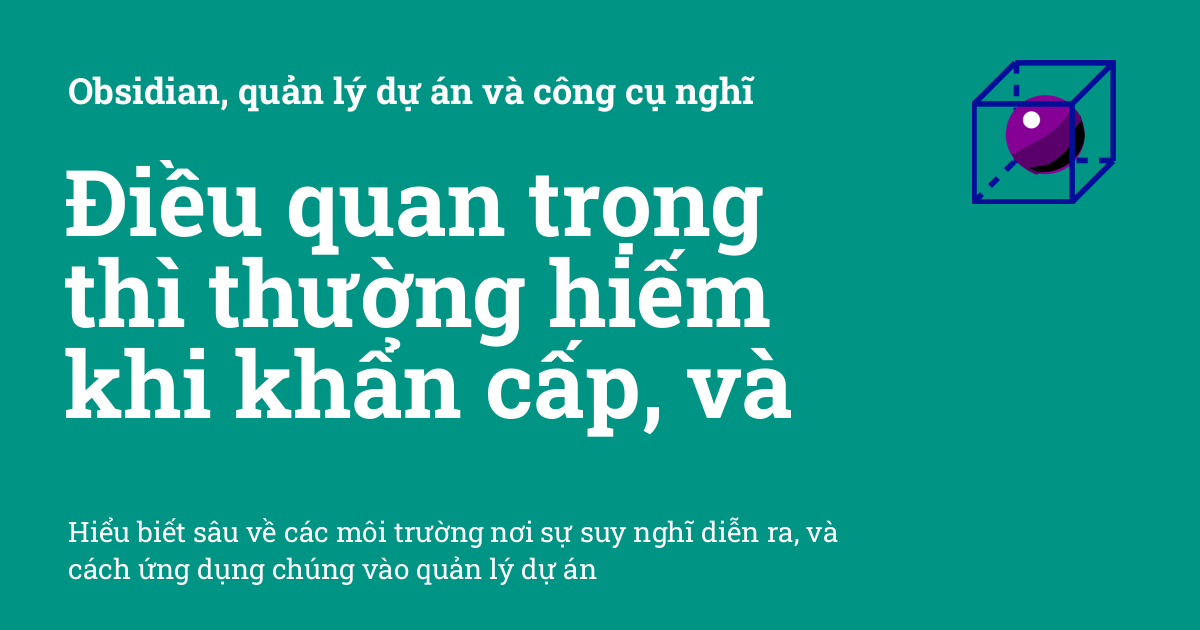 Obsidian, quản lý dự án và công cụ nghĩ
Điều quan trọng
thì thường hiếm
khi khẩn cấp, và
Hiểu biết sâu về các môi trường nơi sự suy nghĩ diễn ra, và
cách ứng dụng chúng vào quản lý dự án